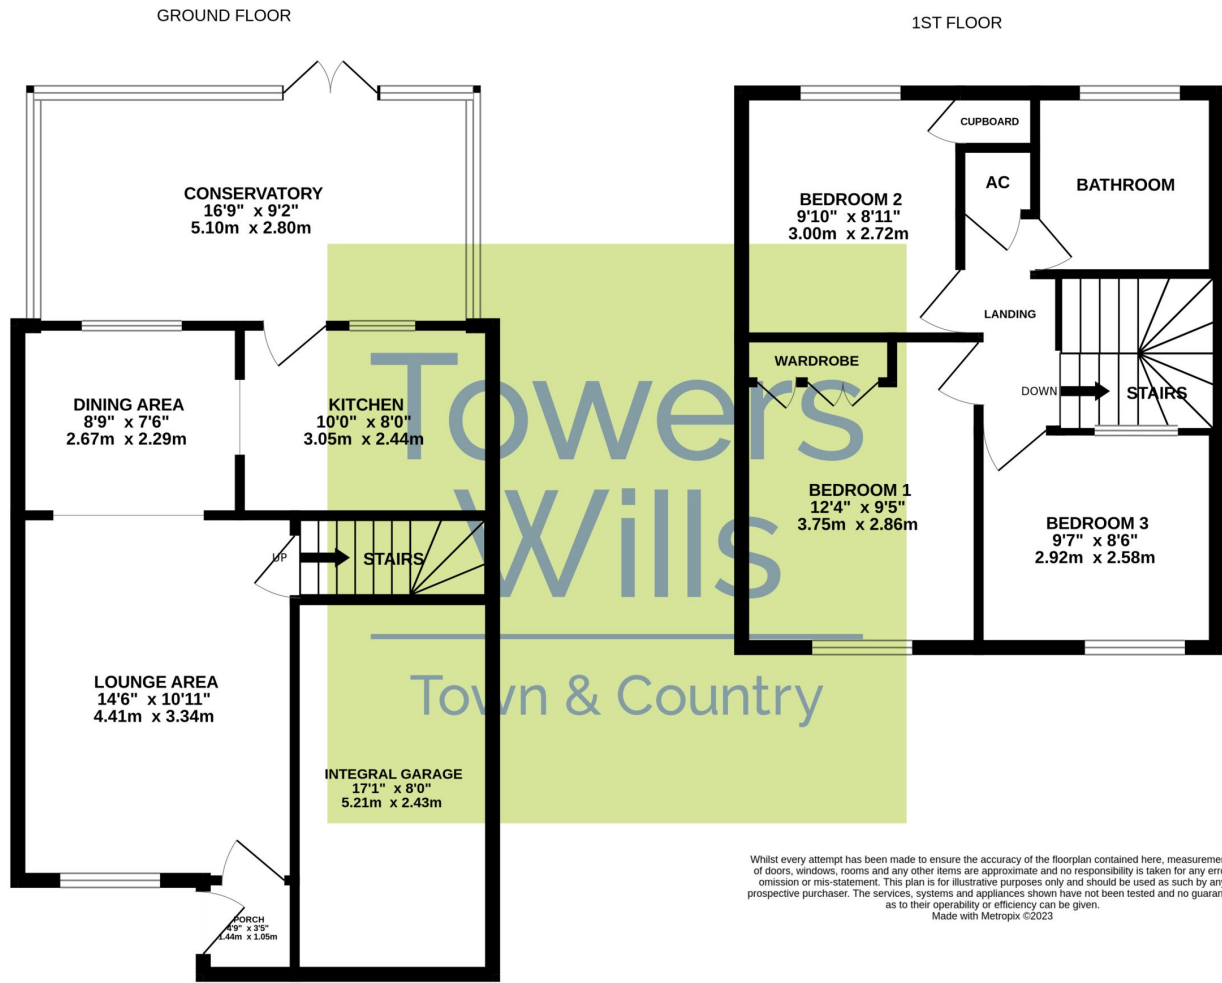 GROUND FLOOR
1ST FLOOR
CONSERVATORY
16'9" x 9'2"
5.10m x 2.80m
DINING AREA
8'9" x 7'6"
2.67m x 2.29m
KITCHEN
10'0" x 8'0"
3.05m x 2.44m
UP
STAIRS
LOUNGE AREA
14'6" x 10'11"
4.41m x 3.34m
INTEGRAL GARAGE
17'1" x 8'0"
5.21m x 2.43m
PORCH
4'9" x 3'5"
1.44m x 1.05m
CUPBOARD
AC
BATHROOM
BEDROOM 2
9'10" x 8'11"
3.00m x 2.72m
LANDING
WARDROBE
DOWN
STAIRS
BEDROOM 1
12'4" x 9'5"
3.75m x 2.86m
BEDROOM 3
9'7" x 8'6"
2.92m x 2.58m
Towers
Wills
Town & Country
Whilst every attempt has been made to ensure the accuracy of the floorplan contained here, measuremen
of doors, windows, rooms and any other items are approximate and no responsibility is taken for any erro
omission or mis-statement. This plan is for illustrative purposes only and should be used as such by any
prospective purchaser. The services, systems and appliances shown have not been tested and no guaran
as to their operability or efficiency can be given.
Made with Metropix ©2023